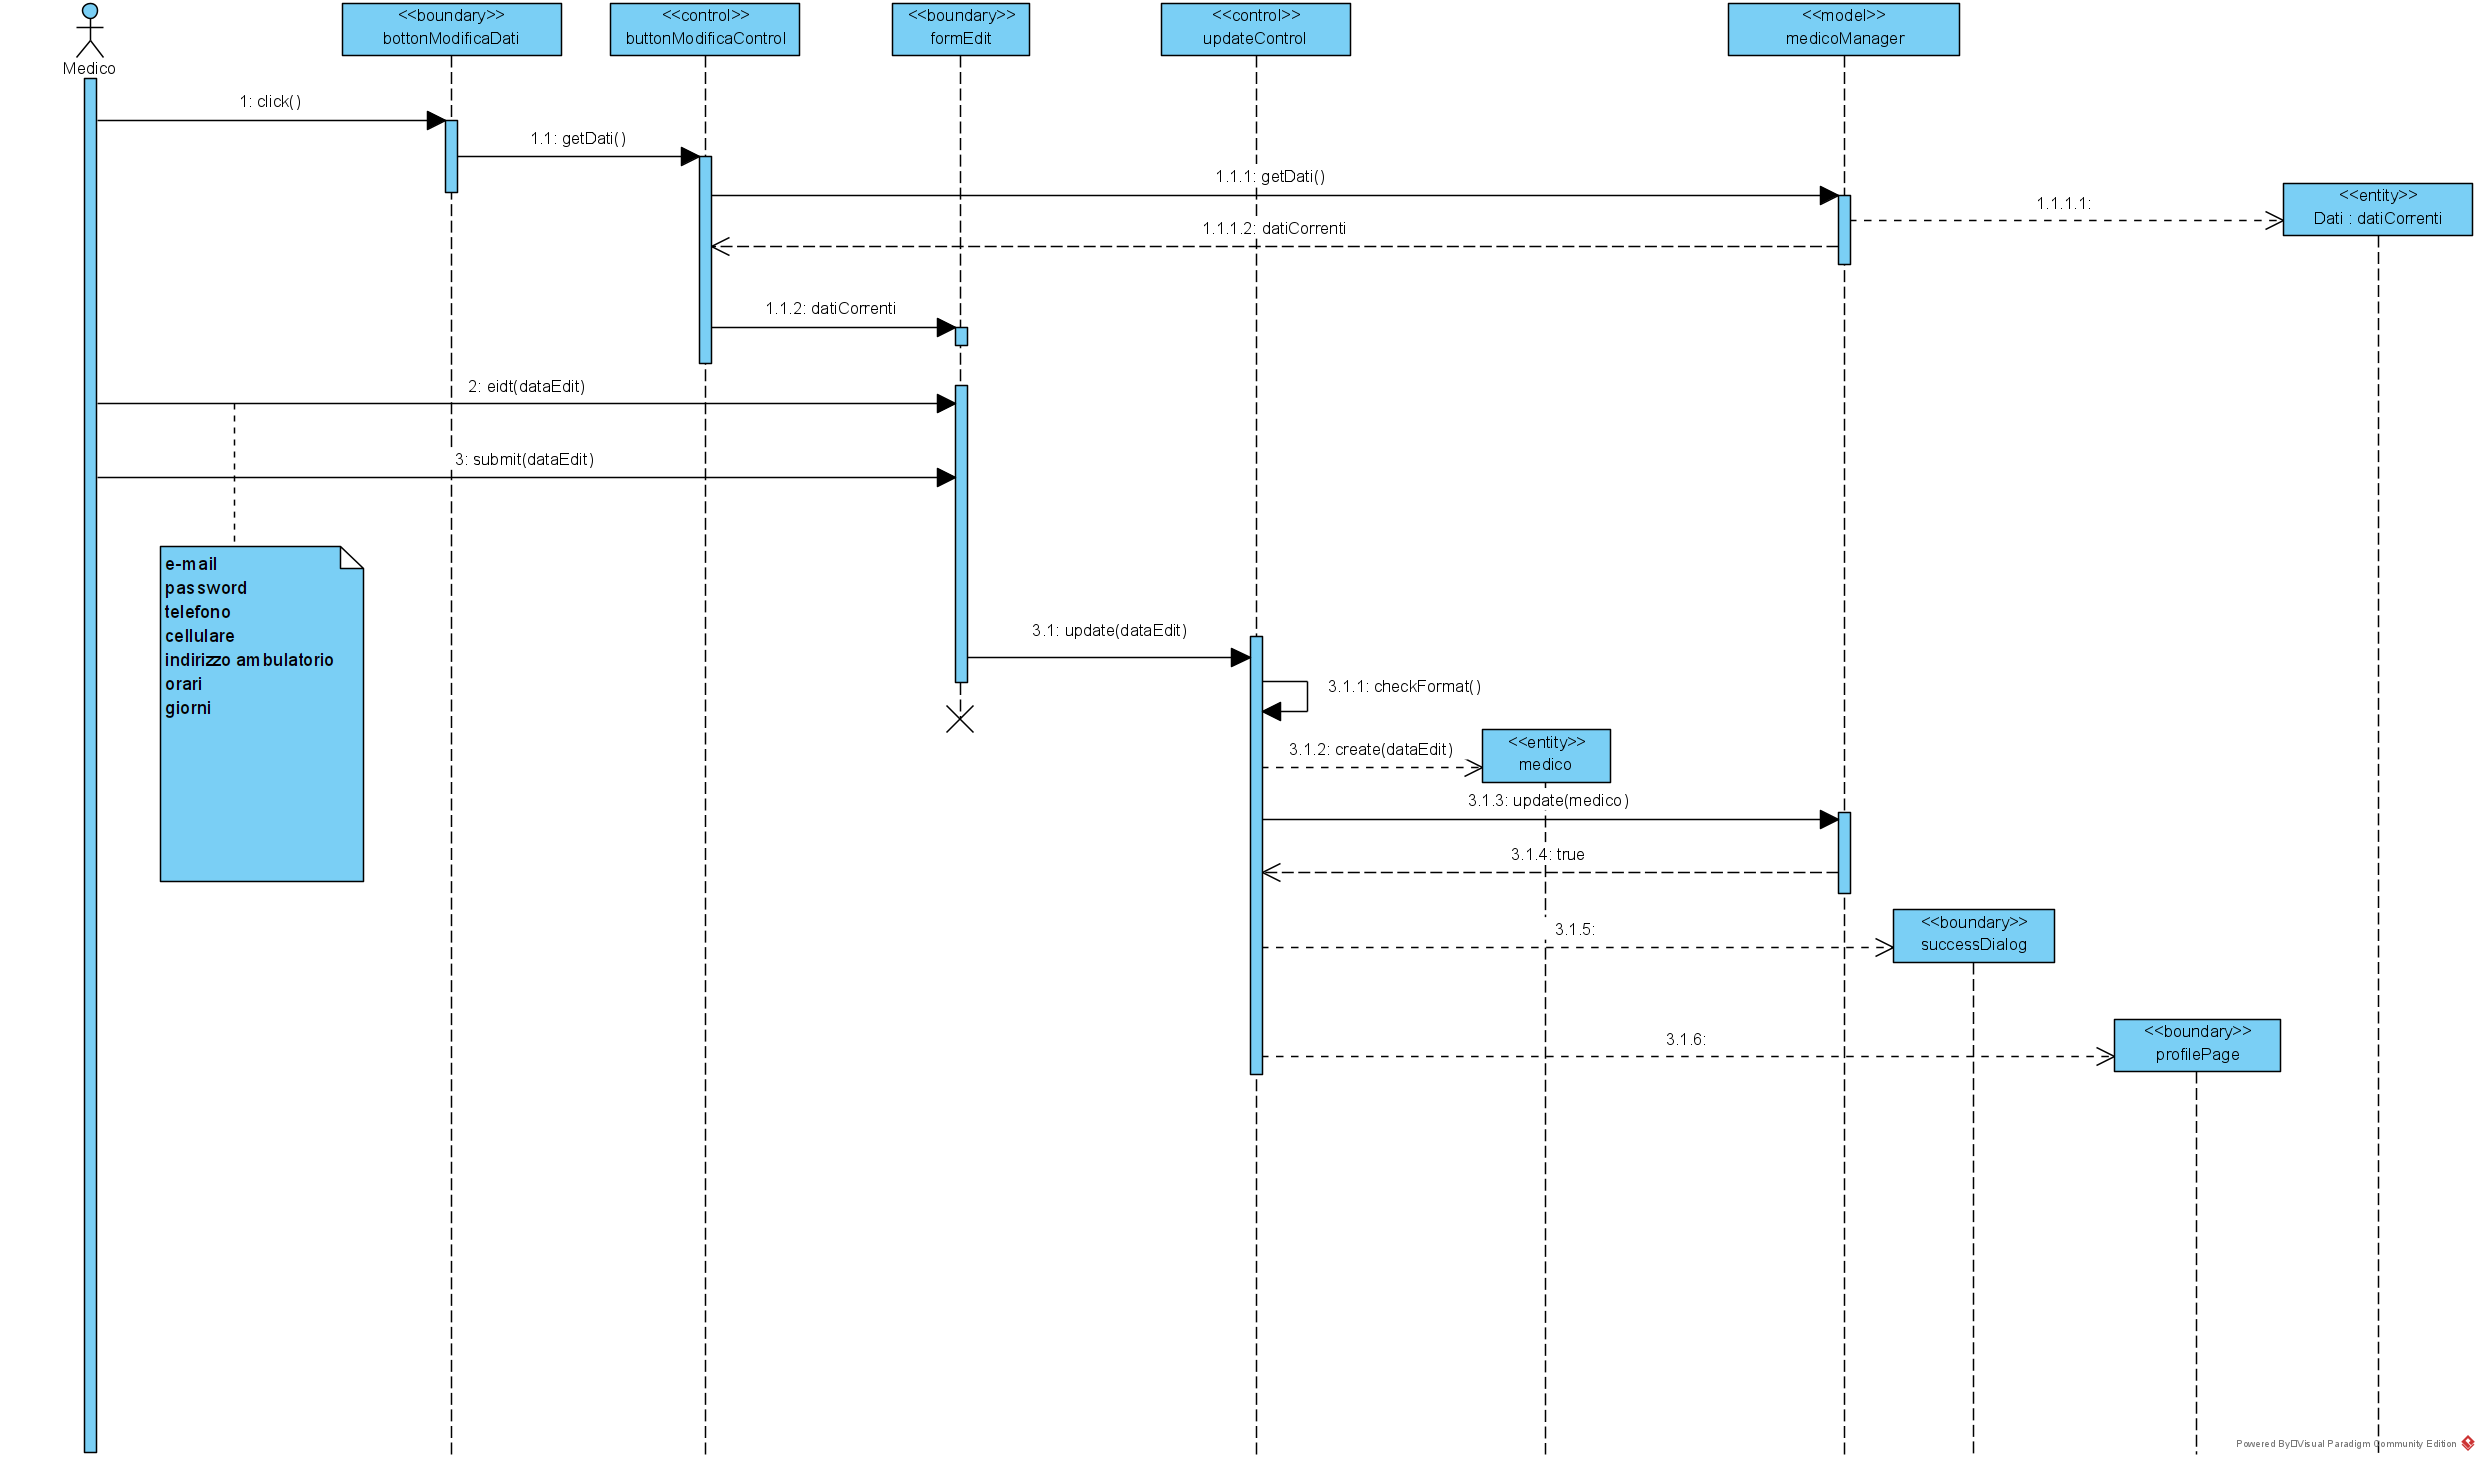 <<boundary>>
bottonModificaDati
<<control>>
buttonModificaControl
<<boundary>>
formEdit
<<control>>
updateControl
<<model>>
medicoManager
Medico
1: click()
1.1: getDati()
1.1.1: getDati()
<<entity>>
Dati : datiCorrenti
1.1.1.1:
1.1.1.2: datiCorrenti
1.1.2: datiCorrenti
2: eidt(dataEdit)
3: submit(dataEdit)
e-mail
password
telefono
cellulare
indirizzo ambulatorio
orari
giorni
3.1: update(dataEdit)
3.1.1: checkFormat()
3.1.2: create(dataEdit)
<<entity>>
medico
3.1.3: update(medico)
3.1.4: true
3.1.5:
<<boundary>>
successDialog
3.1.6:
<<boundary>>
profilePage
Powered By Visual Paradigm Community Edition